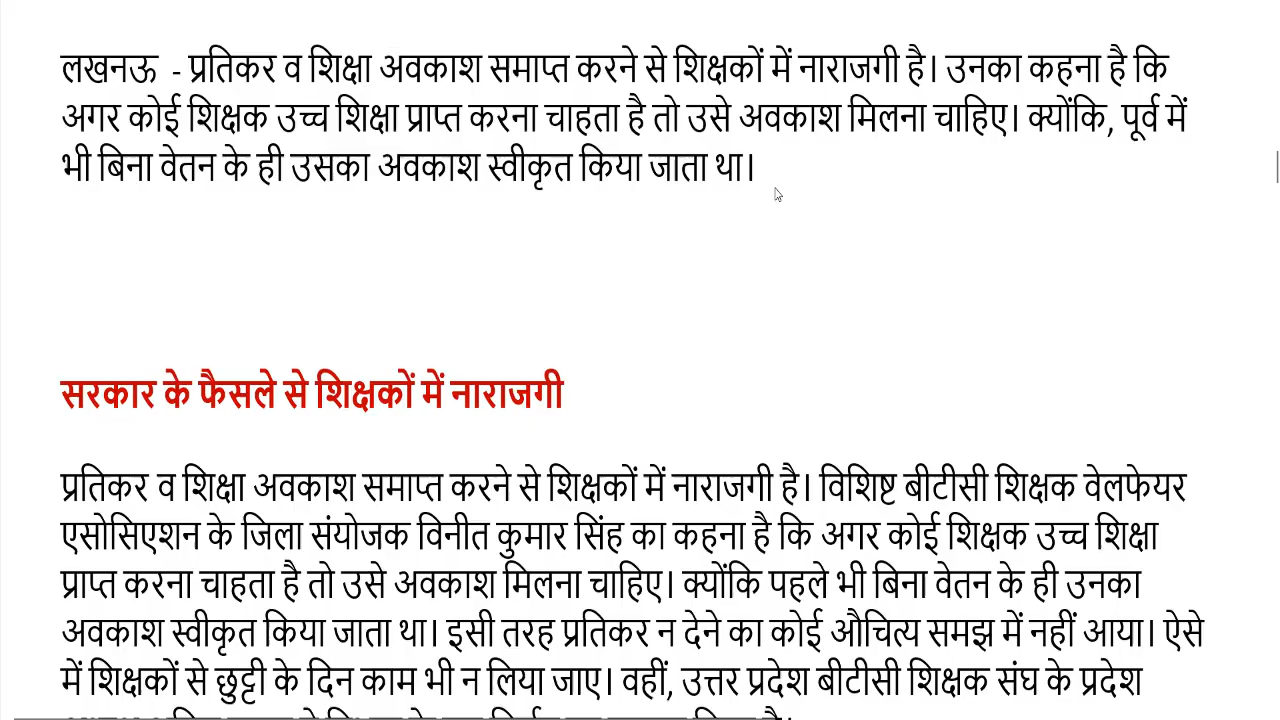 लखनऊ - प्रतिकर व शिक्षा अवकाश समाप्त करने से शिक्षकों में नाराजगी है। उनका कहना है कि
अगर कोई शिक्षक उच्च शिक्षा प्राप्त करना चाहता है तो उसे अवकाश मिलना चाहिए। क्योंकि, पूर्व में
भी बिना वेतन के ही उसका अवकाश स्वीकृत किया जाता था।
सरकार के फैसले से शिक्षकों में नाराजगी
प्रतिकर व शिक्षा अवकाश समाप्त करने से शिक्षकों में नाराजगी है। विशिष्ट बीटीसी शिक्षक वेलफेयर
एसोसिएशन के जिला संयोजक विनीत कुमार सिंह का कहना है कि अगर कोई शिक्षक उच्च शिक्षा
प्राप्त करना चाहता है तो उसे अवकाश मिलना चाहिए। क्योंकि पहले भी बिना वेतन के ही उनका
अवकाश स्वीकृत किया जाता था। इसी तरह प्रतिकर न देने का कोई औचित्य समझ में नहीं आया। ऐसे
में शिक्षकों से छुट्टी के दिन काम भी न लिया जाए। वहीं, उत्तर प्रदेश बीटीसी शिक्षक संघ के प्रदेश